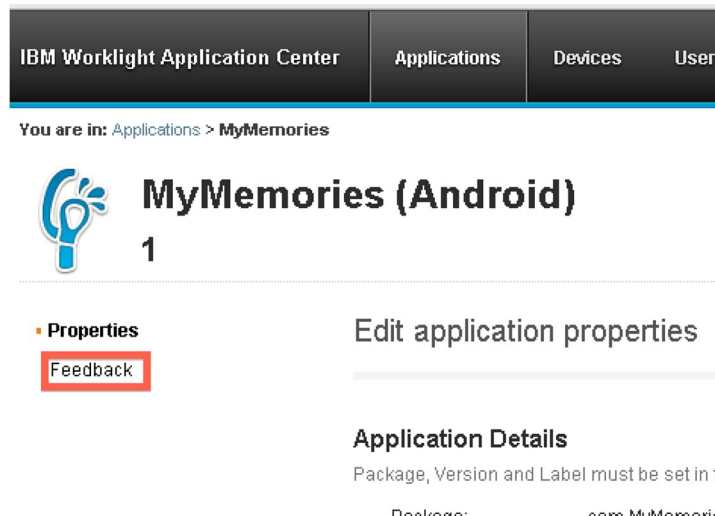 IBM Worklight Application Center Applications Devices
You are in: Applications > MyMemories
MyMemories (Android)
1
Properties
Feedback
Edit application properties
Application Details
Package, Version and Label must be set in
Package: